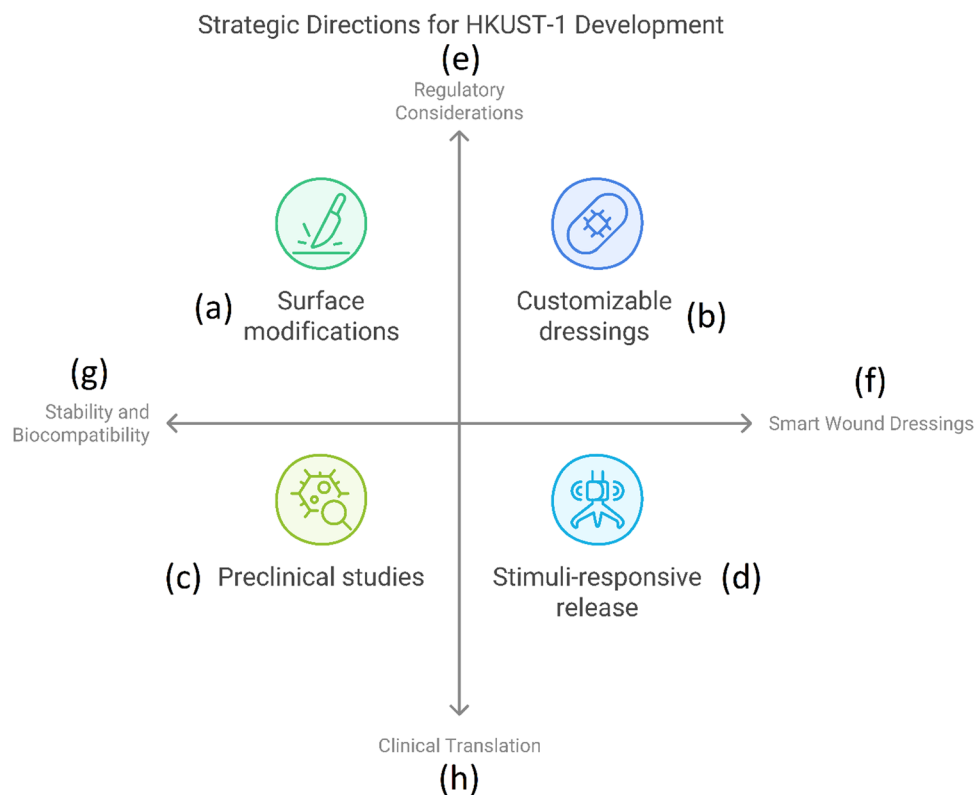 Strategic Directions for HKUST-1 Development
(e)
Regulatory
Considerations
(a)
Surface
modifications
Customizable
dressings
(b)
(g)
Stability and
Biocompatibility
(f)
Smart Wound Dressings
(c)
Preclinical studies
Stimuli-responsive
release
(d)
Clinical Translation
(h)